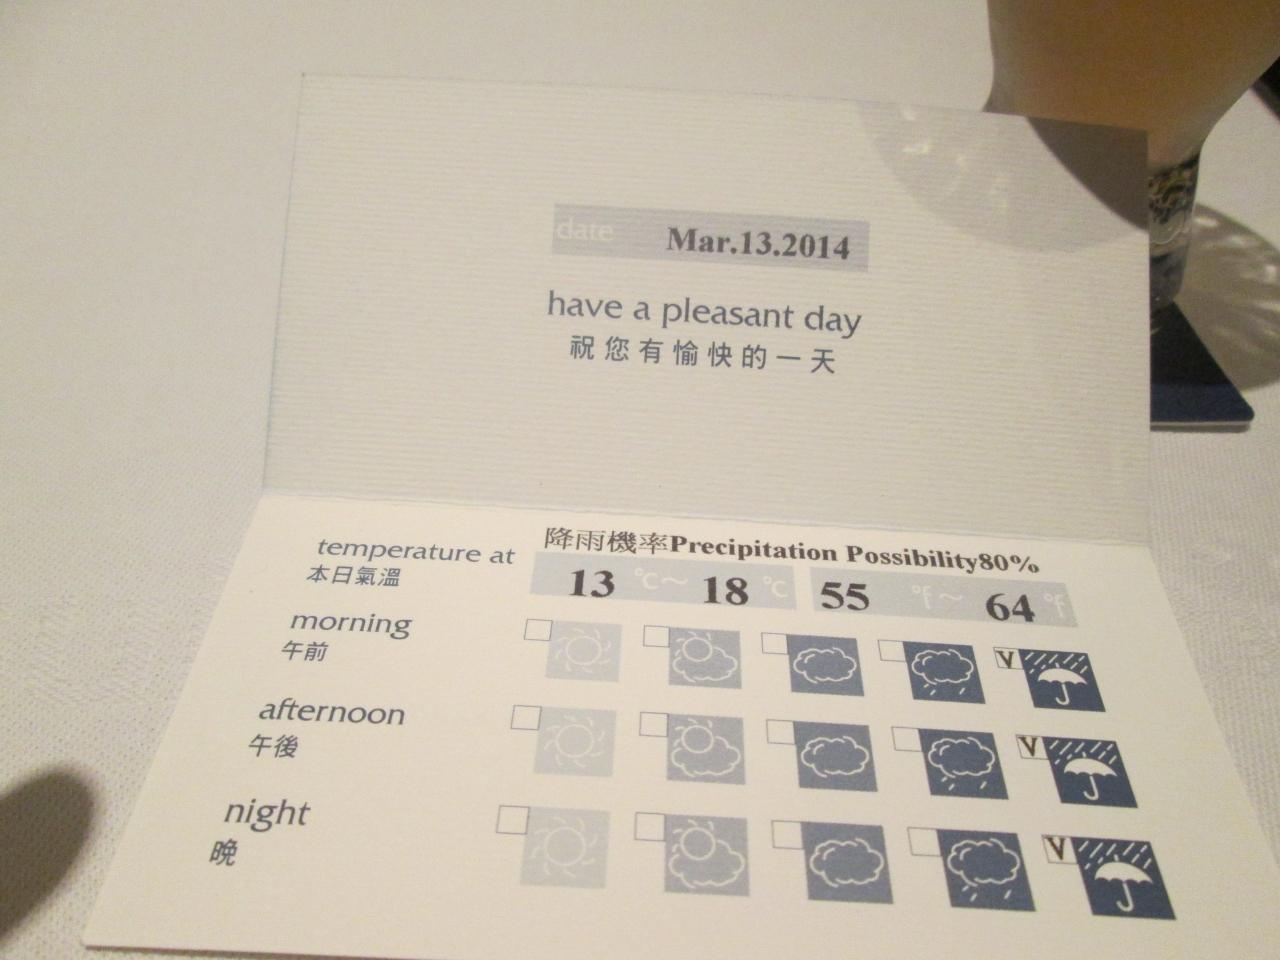 date Mar.13.2014
have a pleasant day
祝您有愉快的一天
降雨機率Precipitation Possibility80%
temperature at
本日氣溫
13 ℃~ 18 ℃ 55 ℉~ 64 ℉
morning
午前
V
afternoon
午後
V
night
晚
V